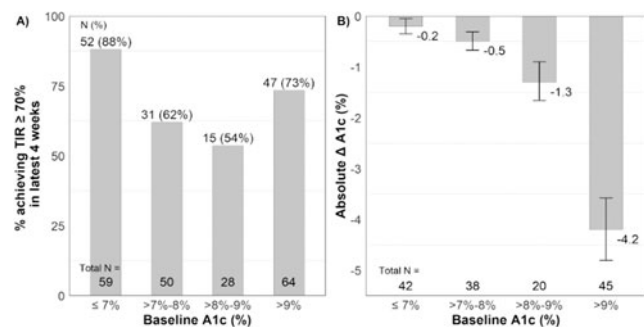 A)
N (%)
52 (88%)
31 (62%)
15 (54%)
47 (73%)
% achieving TIR ≥ 70%
in latest 4 weeks
100
75
50
25
0
Total N =
59 50 28 64
≤ 7% >7%-8% >8%-9% >9%
Baseline A1c (%)
B)
Absolute Δ A1c (%)
0
-1
-2
-3
-4
-5
-0.2
-0.5
-1.3
-4.2
Total N =
42 38 20 45
≤ 7% >7%-8% >8%-9% >9%
Baseline A1c (%)